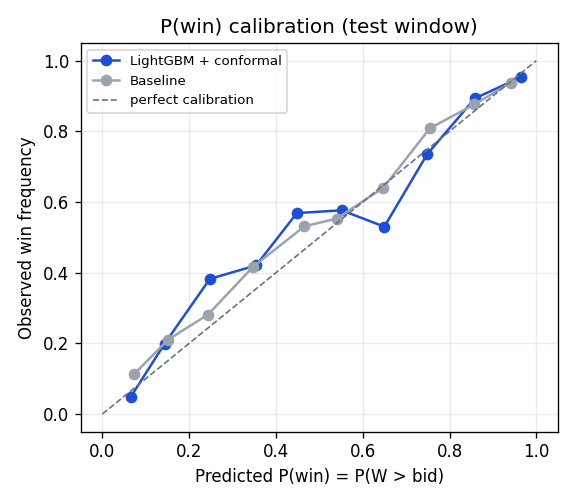 P(win) calibration (test window)
LightGBM + conformal
Baseline
perfect calibration
1.0
0.8
0.6
0.4
0.2
0.0
Observed win frequency
0.0 0.2 0.4 0.6 0.8 1.0
Predicted P(win) = P(W > bid)